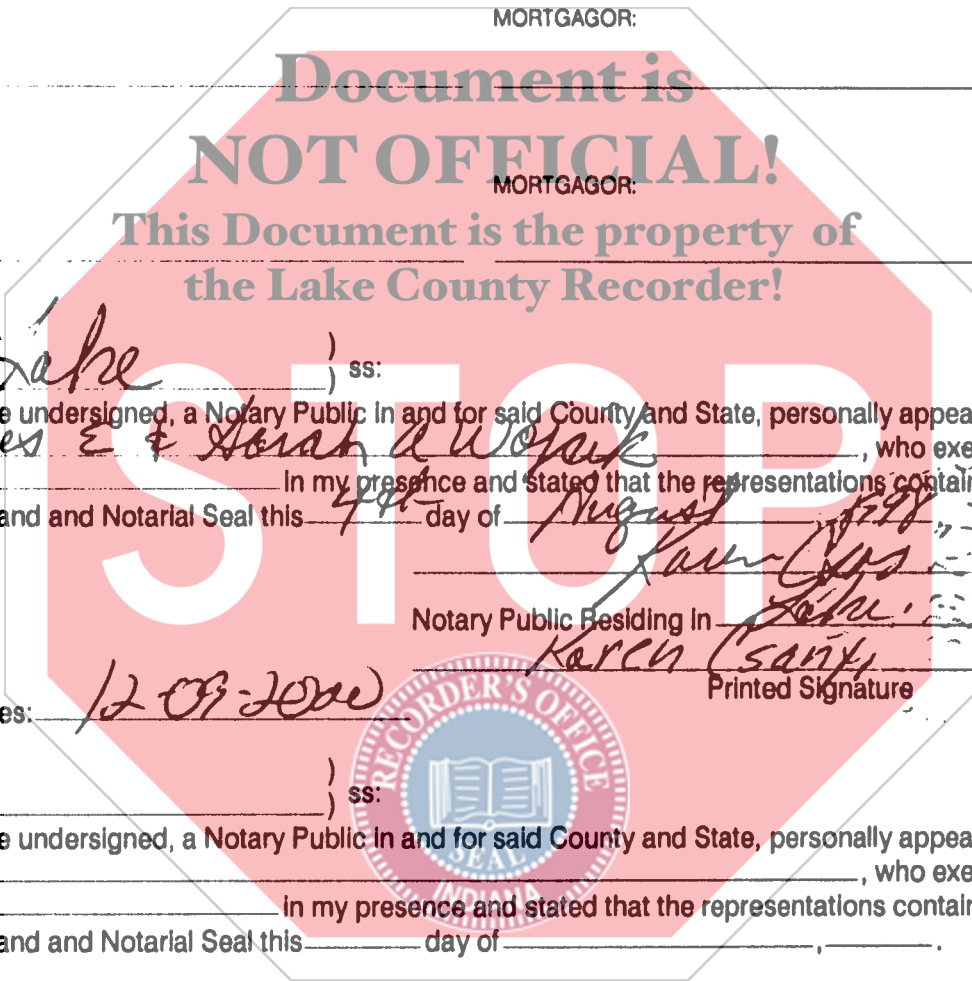 MORTGAGOR:
Document is
NOT OFFICIAL!
MORTGAGOR:
This Document is the property of
the Lake County Recorder!
Lake ) ss:
e undersigned, a Notary Public in and for said County and State, personally appea
es E & Sarah A , who exe
in my presence and stated that the representations contain
and and Notarial Seal this 4th day of August , 1998,
Karen
Notary Public Residing in Lake
Karen
Printed Signature
es: 12-09-2000
STOP
RECORDER'S OFFICE
SEAL
INDIANA
) ss:
e undersigned, a Notary Public in and for said County and State, personally appea
, who exe
in my presence and stated that the representations contain
and and Notarial Seal this day of , .